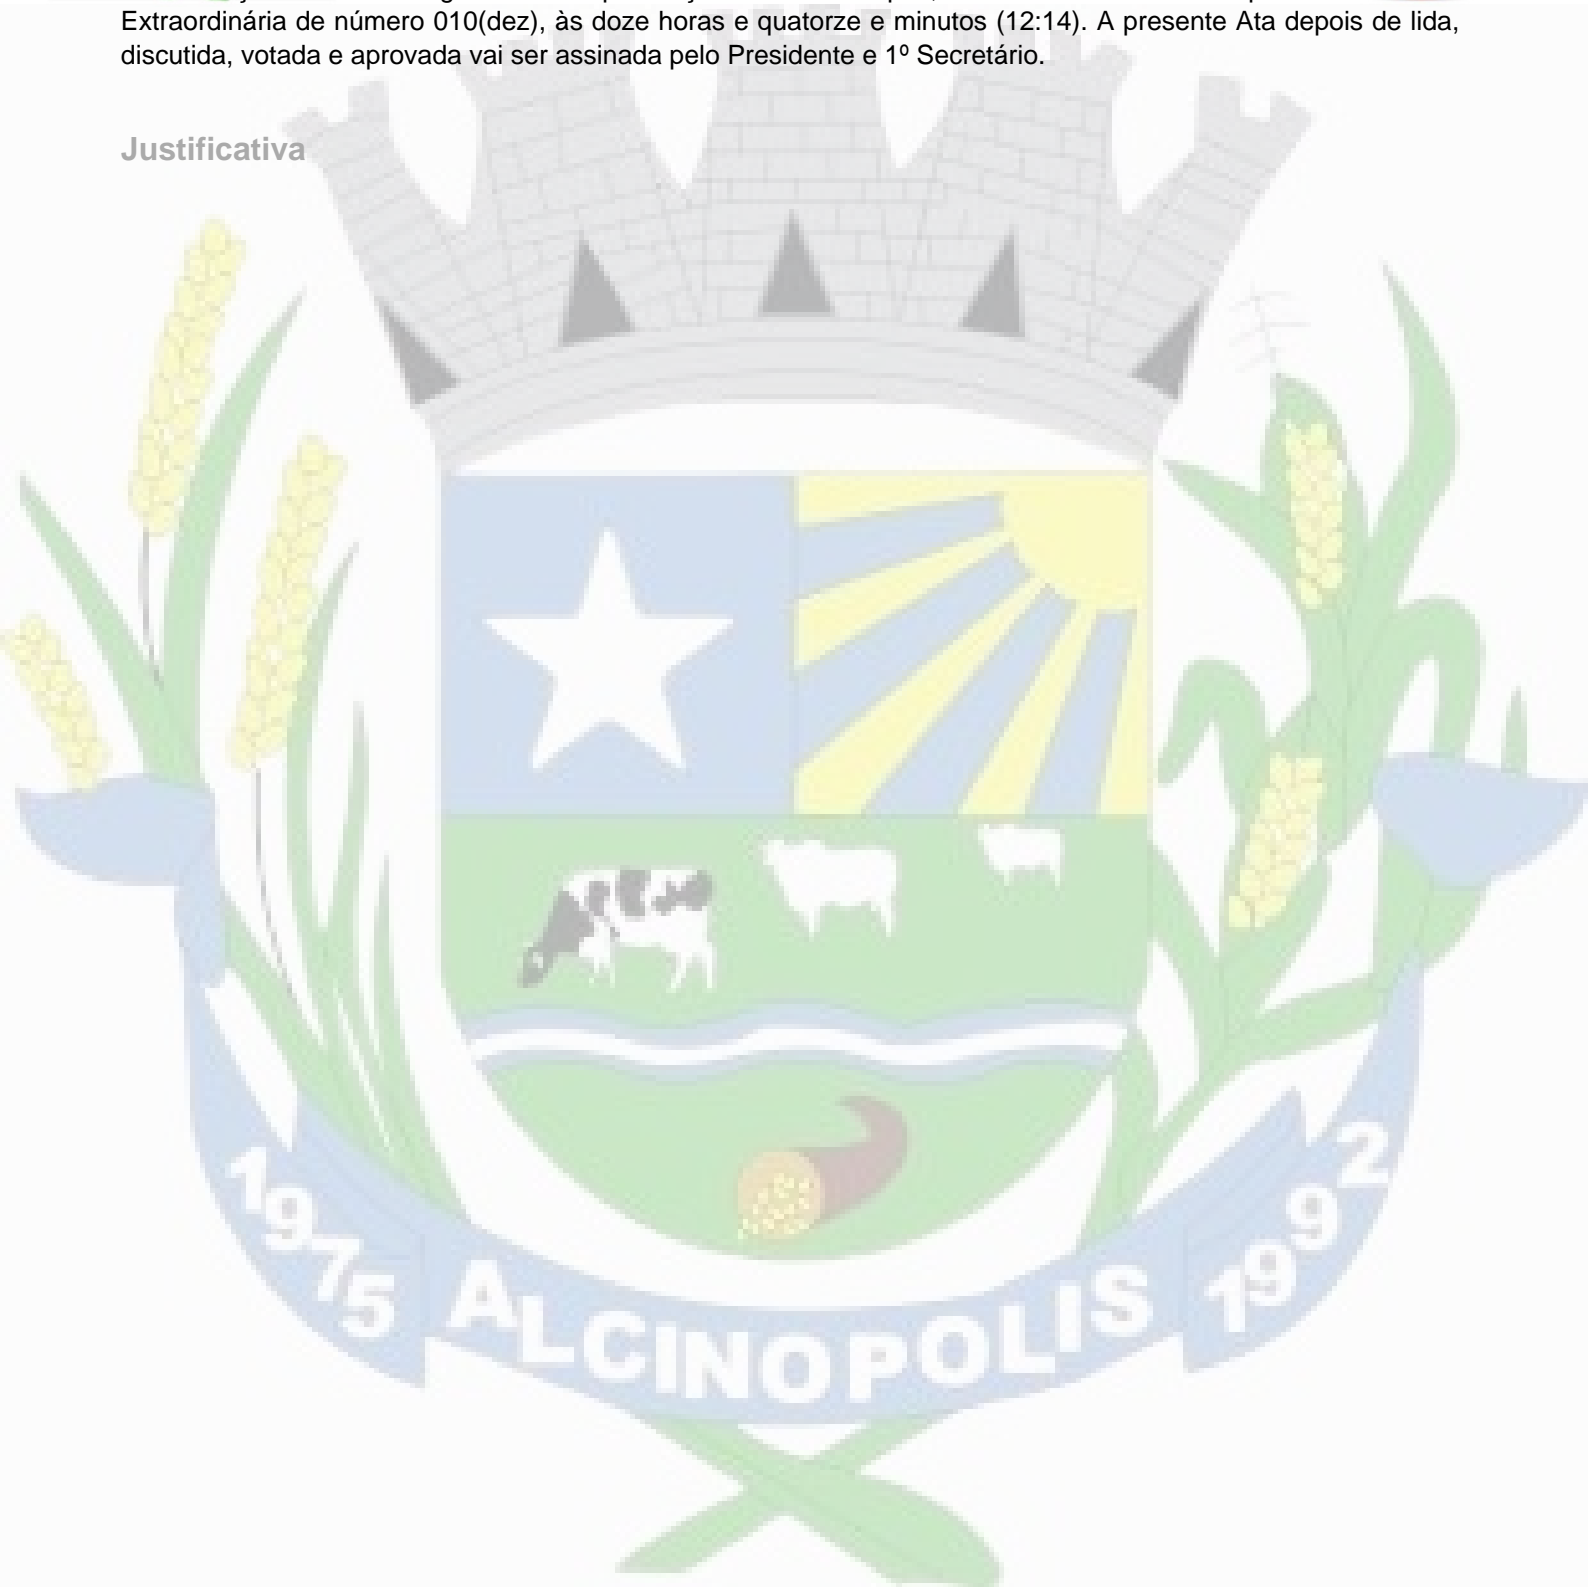 Extraordinária de número 010(dez), às doze horas e quatorze e minutos (12:14). A presente Ata depois de lida,
discutida, votada e aprovada vai ser assinada pelo Presidente e 1º Secretário.
Justificativa
1975 ALCINOPOLIS 1992